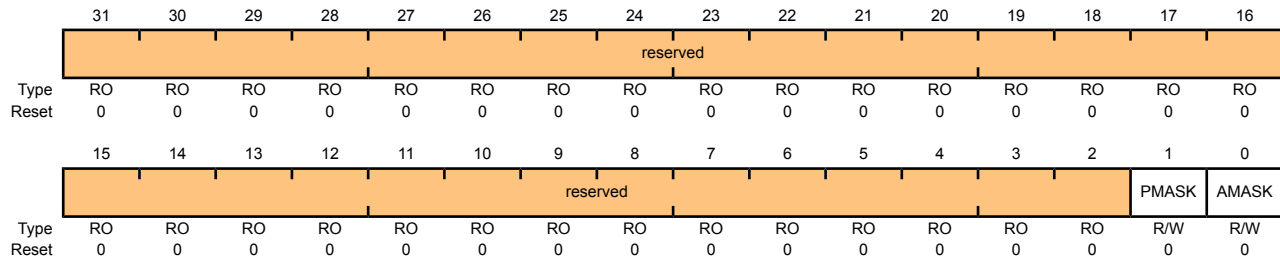 31 30 29 28 27 26 25 24 23 22 21 20 19 18 17 16
reserved
Type RO RO RO RO RO RO RO RO RO RO RO RO RO RO RO RO
Reset 0 0 0 0 0 0 0 0 0 0 0 0 0 0 0 0
15 14 13 12 11 10 9 8 7 6 5 4 3 2 1 0
reserved PMASK AMASK
Type RO RO RO RO RO RO RO RO RO RO RO RO RO RO R/W R/W
Reset 0 0 0 0 0 0 0 0 0 0 0 0 0 0 0 0